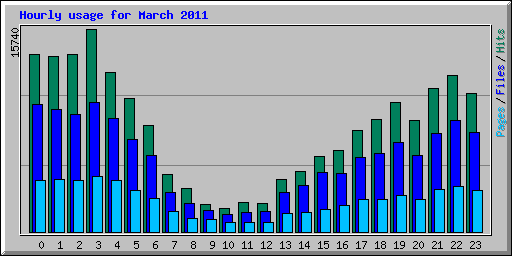 Hourly usage for March 2011
15740
Pages/Files/Hits
0 1 2 3 4 5 6 7 8 9 10 11 12 13 14 15 16 17 18 19 20 21 22 23